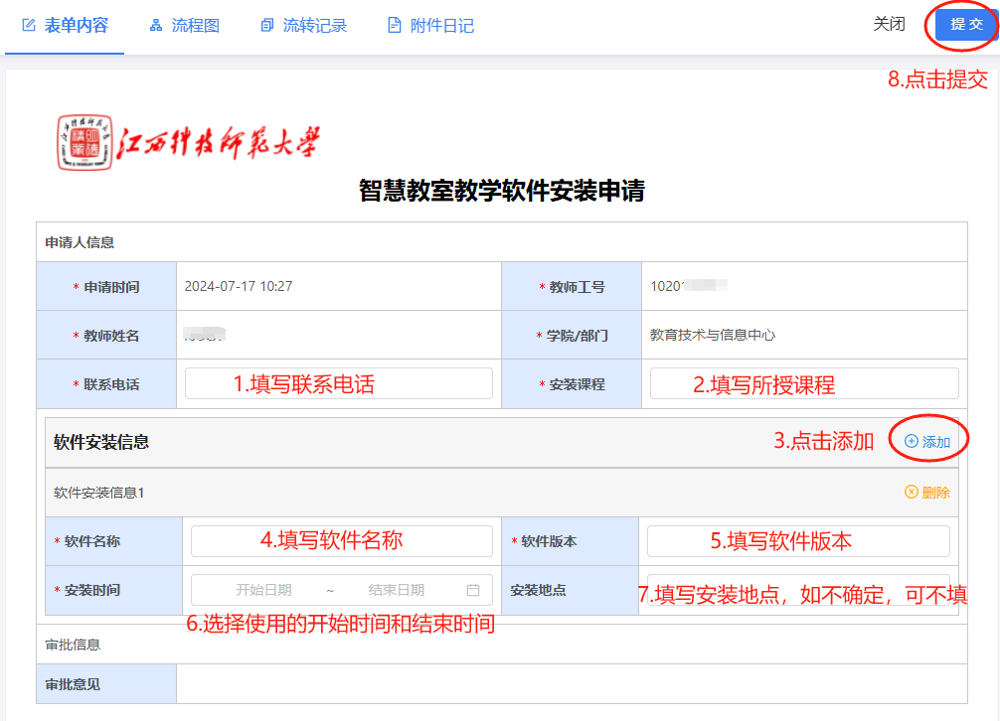 表单内容 流程图 流转记录 附件日记 关闭 提交
8.点击提交
江西科技师范大学
智慧教室教学软件安装申请
申请人信息
* 申请时间 2024-07-17 10:27 * 教师工号 1020
* 教师姓名 * 学院/部门 教育技术与信息中心
* 联系电话 1.填写联系电话 * 安装课程 2.填写所授课程
软件安装信息 3.点击添加 添加
软件安装信息1 删除
* 软件名称 4.填写软件名称 * 软件版本 5.填写软件版本
* 安装时间 开始日期 ~ 结束日期 安装地点 7.填写安装地点，如不确定，可不填
6.选择使用的开始时间和结束时间
审批信息
审批意见